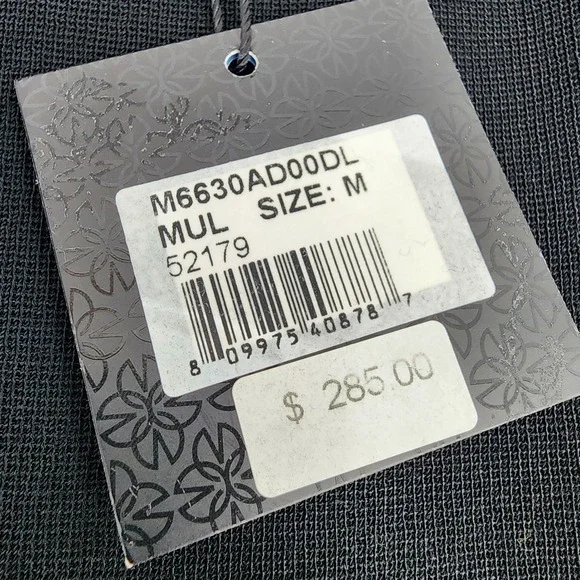 M6630AD00DL
MUL SIZE: M
52179
8 09975 40878 7
$ 285.00